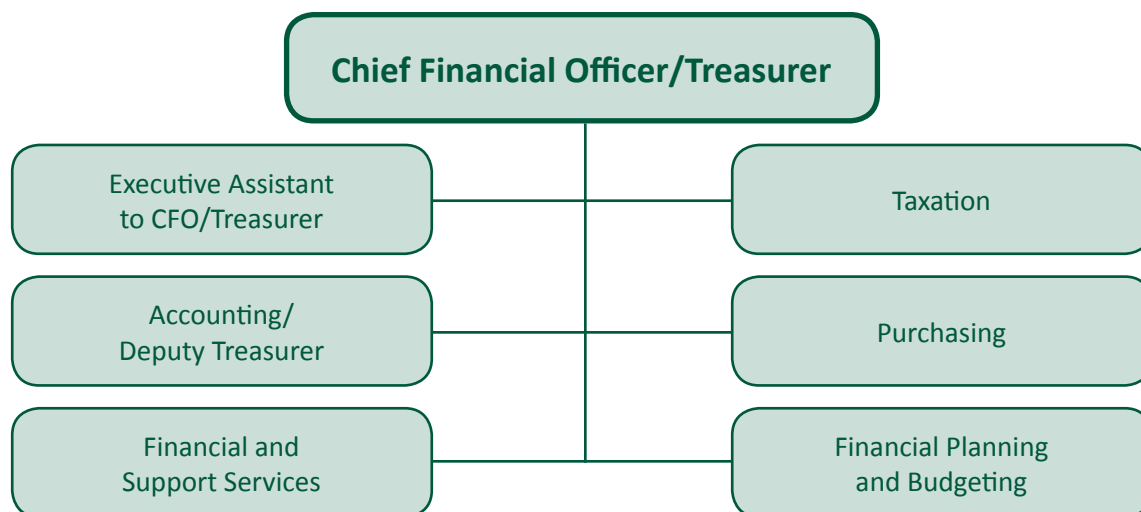 Chief Financial Officer/Treasurer
Executive Assistant
to CFO/Treasurer
Taxation
Accounting/
Deputy Treasurer
Purchasing
Financial and
Support Services
Financial Planning
and Budgeting